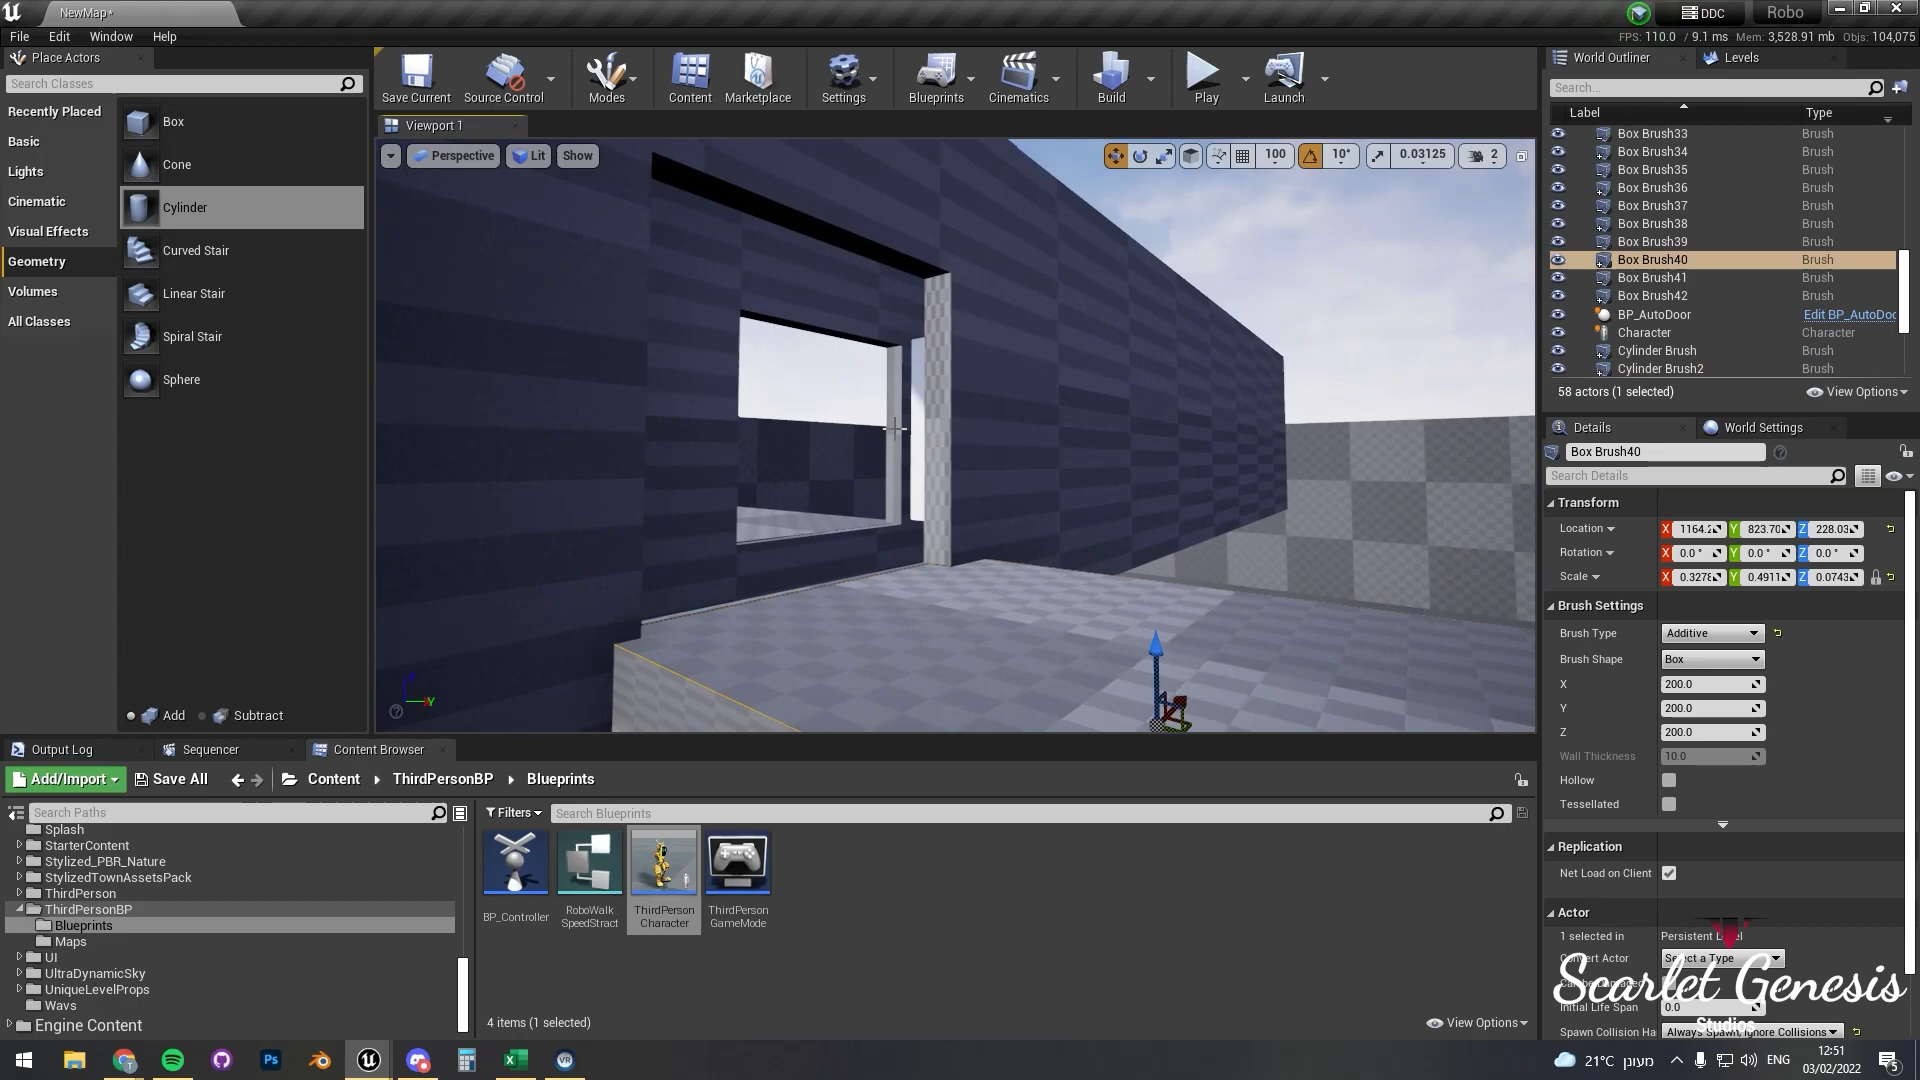 NewMap*
DDC
Robo
File
Edit
Window
Help
FPS: 110.0 / 9.1 ms Mem: 3,528.91 mb Objs: 104,075
Place Actors
Search Classes
Recently Placed
Basic
Lights
Cinematic
Visual Effects
Geometry
Volumes
All Classes
Box
Cone
Cylinder
Curved Stair
Linear Stair
Spiral Stair
Sphere
Add
Subtract
Save Current
Source Control
Modes
Content
Marketplace
Settings
Blueprints
Cinematics
Build
Play
Launch
Viewport 1
Perspective
Lit
Show
100
10°
0.03125
2
Y
World Outliner
Levels
Search...
Label
Type
Box Brush33 Brush
Box Brush34 Brush
Box Brush35 Brush
Box Brush36 Brush
Box Brush37 Brush
Box Brush38 Brush
Box Brush39 Brush
Box Brush40 Brush
Box Brush41 Brush
Box Brush42 Brush
BP_AutoDoor Edit BP_AutoDoo
Character Character
Cylinder Brush Brush
Cylinder Brush2 Brush
58 actors (1 selected)
View Options
Details
World Settings
Box Brush40
Search Details
Transform
Location X 1164.2 Y 823.70 Z 228.03
Rotation X 0.0 ° Y 0.0 ° Z 0.0 °
Scale X 0.3278 Y 0.4911 Z 0.0743
Brush Settings
Brush Type Additive
Brush Shape Box
X 200.0
Y 200.0
Z 200.0
Wall Thickness 10.0
Hollow
Tessellated
Replication
Net Load on Client
Actor
1 selected in Persistent Level
Convert Actor Select a Type
Initial Life Span 0.0
Spawn Collision Ha Always Spawn, Ignore Collisions
Scarlet Genesis
Studios
Output Log
Sequencer
Content Browser
Add/Import
Save All
Content
ThirdPersonBP
Blueprints
Search Paths
Filters
Search Blueprints
Splash
StarterContent
Stylized_PBR_Nature
StylizedTownAssetsPack
ThirdPerson
ThirdPersonBP
Blueprints
Maps
UI
UltraDynamicSky
UniqueLevelProps
Wavs
Engine Content
BP_Controller
RoboWalk
SpeedStract
ThirdPerson
Character
ThirdPerson
GameMode
4 items (1 selected)
View Options
21°C
מעונן
ENG
12:51
03/02/2022
5